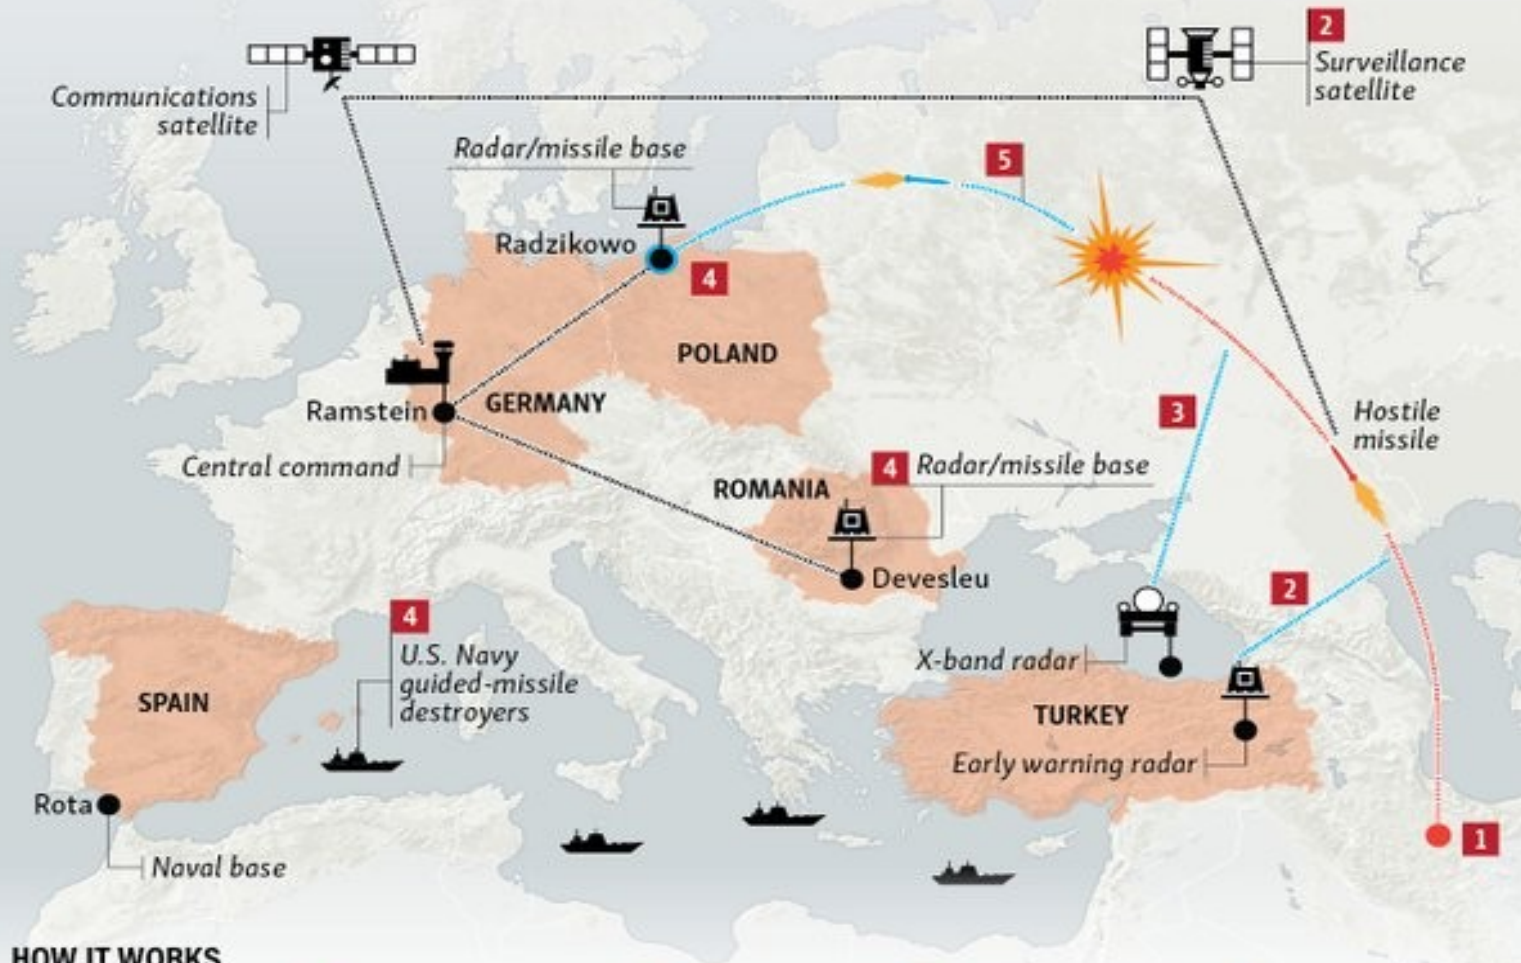 2
Surveillance
satellite
Communications
satellite
Radar/missile base
5
Radzikowo
4
POLAND
Ramstein
GERMANY
3
Hostile
missile
Central command
ROMANIA
4
Radar/missile base
Devesleu
2
4
U.S. Navy
guided-missile
destroyers
X-band radar
SPAIN
TURKEY
Early warning radar
Rota
1
Naval base
HOW IT WORKS